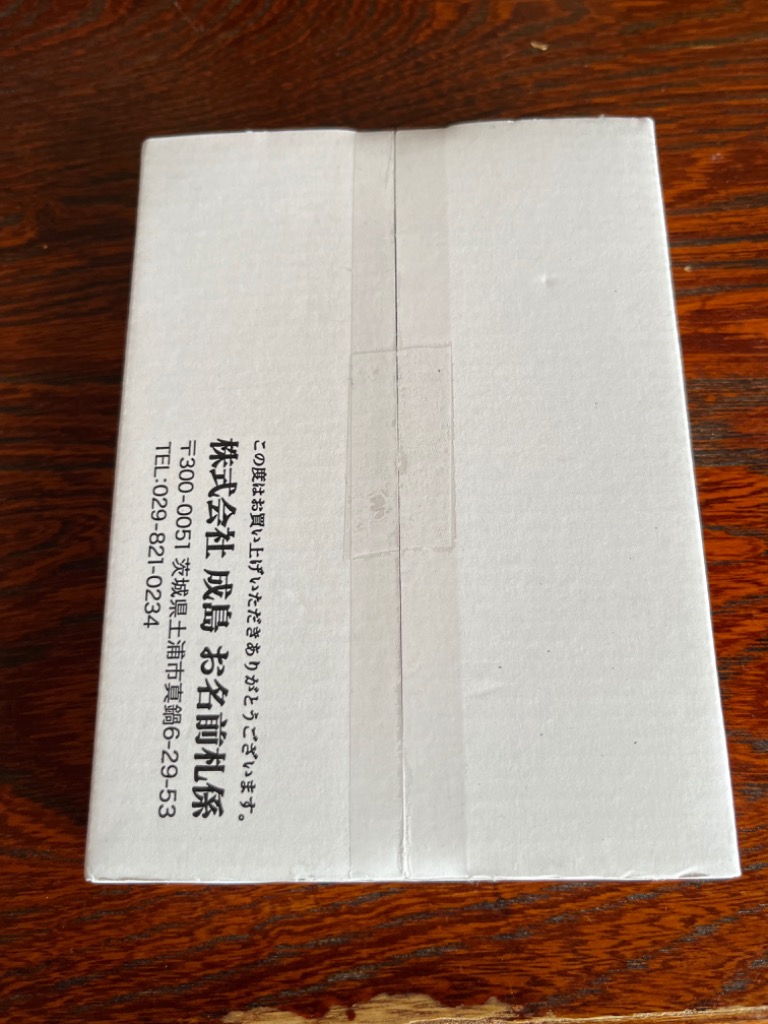 この度はお買い上げいただきありがとうございます。
株式会社 成島 お名前札係
〒300-0051 茨城県土浦市真鍋6-29-53
TEL:029-821-0234